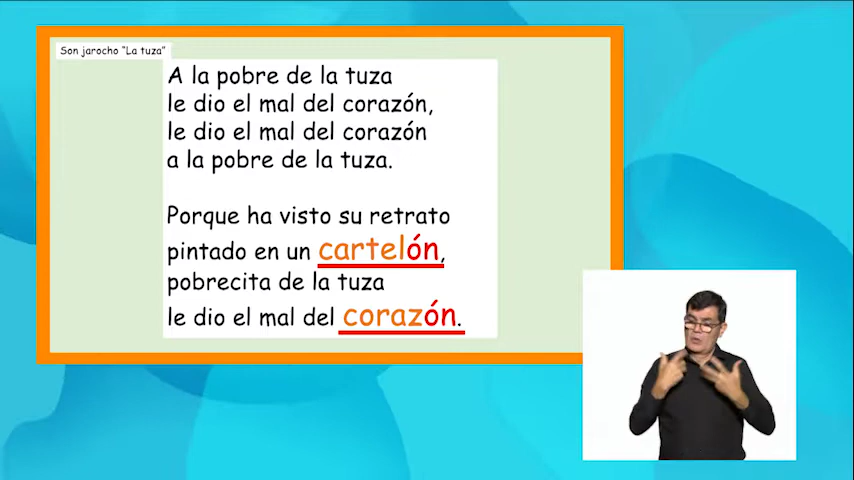 Son jarocho "La tuza"
A la pobre de la tuza
le dio el mal del corazón,
le dio el mal del corazón
a la pobre de la tuza.
Porque ha visto su retrato
pintado en un cartelón,
pobrecita de la tuza
le dio el mal del corazón.